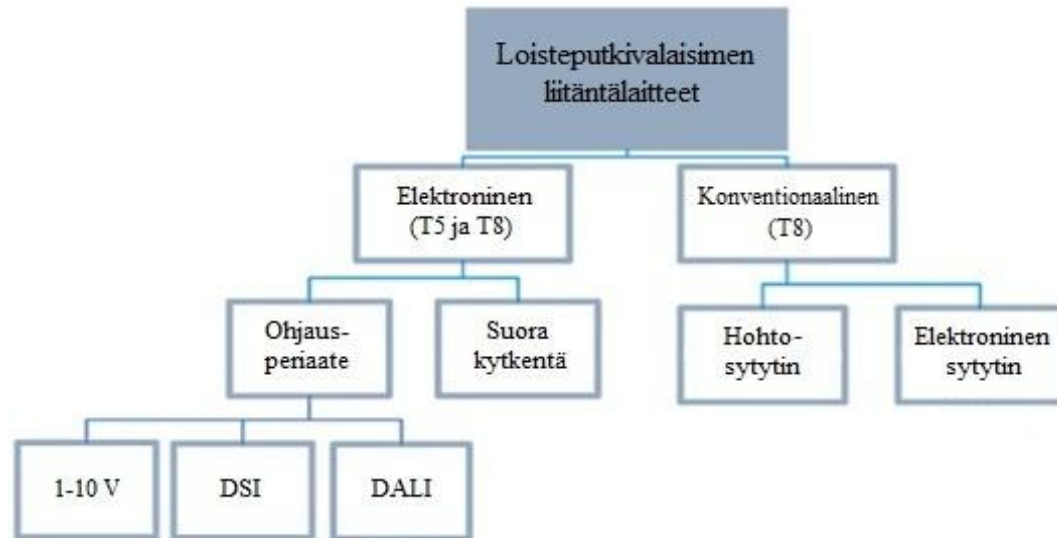 Loisteputkivalaisimen
liitäntälaitteet
Elektroninen
(T5 ja T8)
Konventionaalinen
(T8)
Ohjaus-
periaate
Suora
kytkentä
Hohto-
sytytin
Elektroninen
sytytin
1-10 V
DSI
DALI